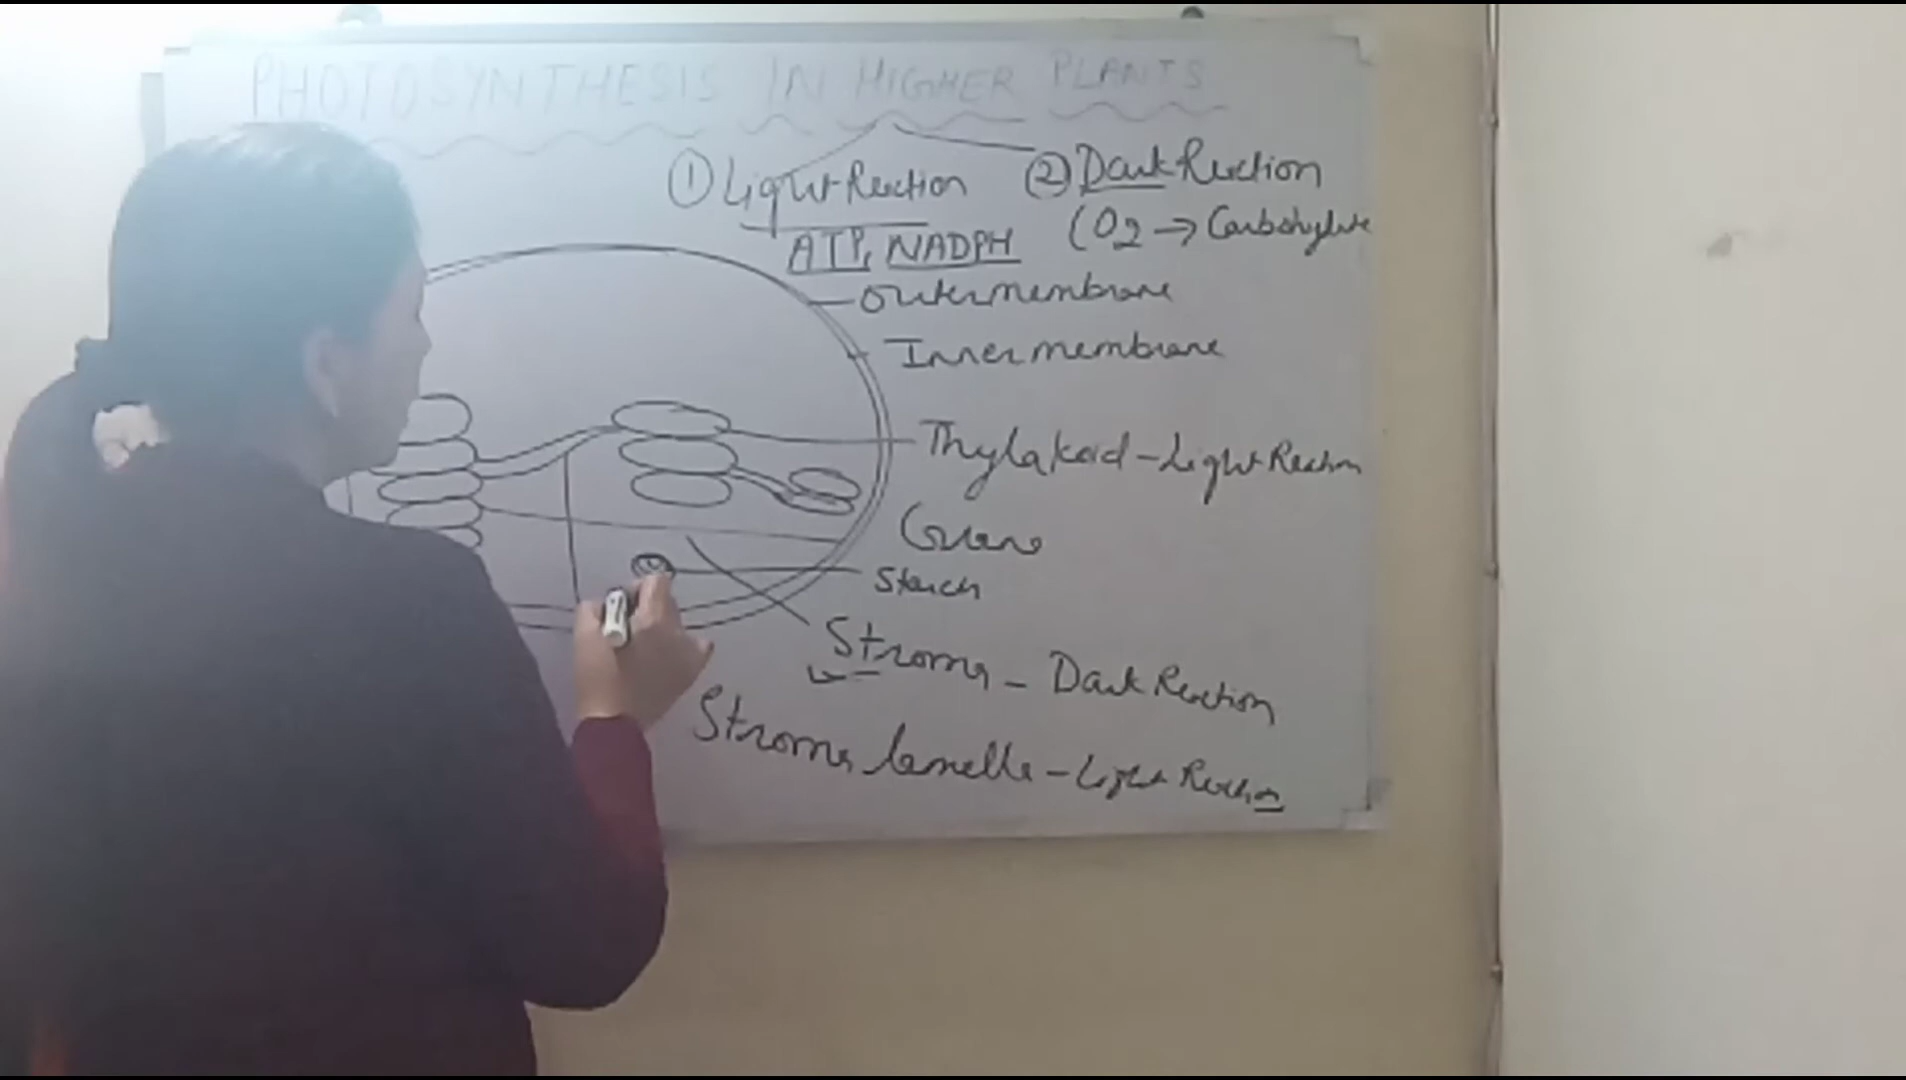 PHOTOSYNTHESIS IN HIGHER PLANTS
① Light Reaction
② Dark Reaction
ATP, NADPH
CO2 → Carbohydrate
outer membrane
Inner membrane
Thylakoid - Light Reaction
Grana
Starch
Stroma - Dark Reaction
Stroma lamella - Light Reaction